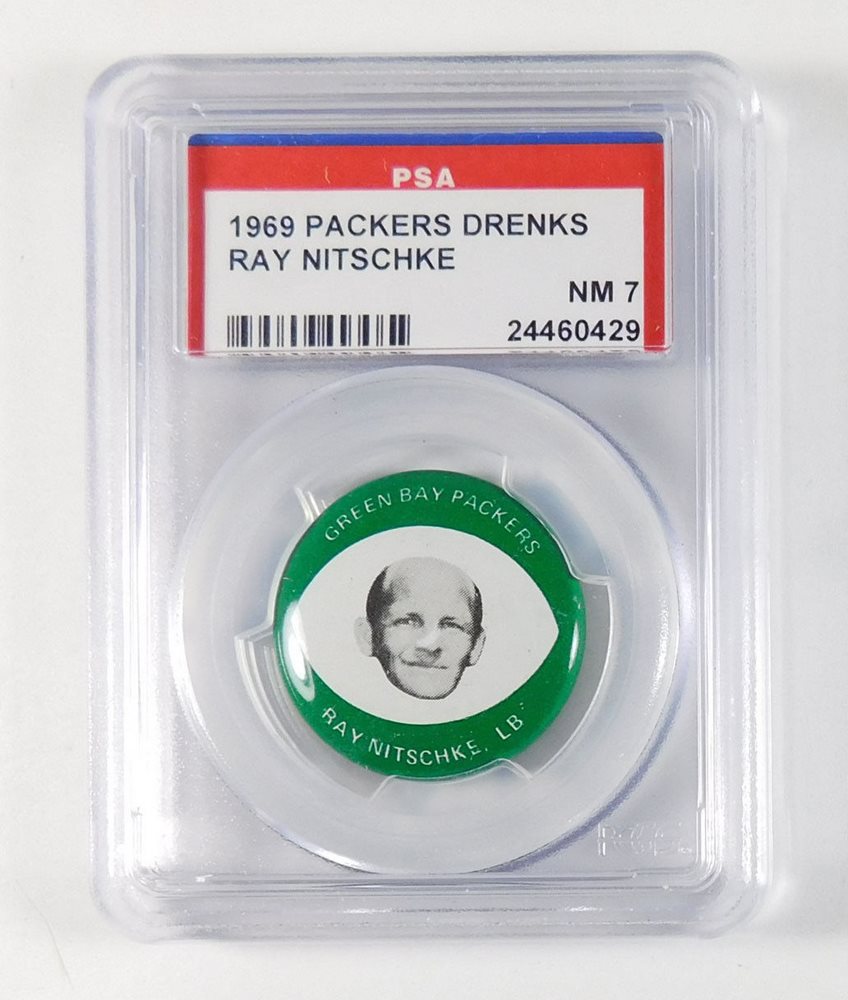 PSA
1969 PACKERS DRENKS
RAY NITSCHKE
NM 7
24460429
GREEN BAY PACKERS
RAY NITSCHKE, LB